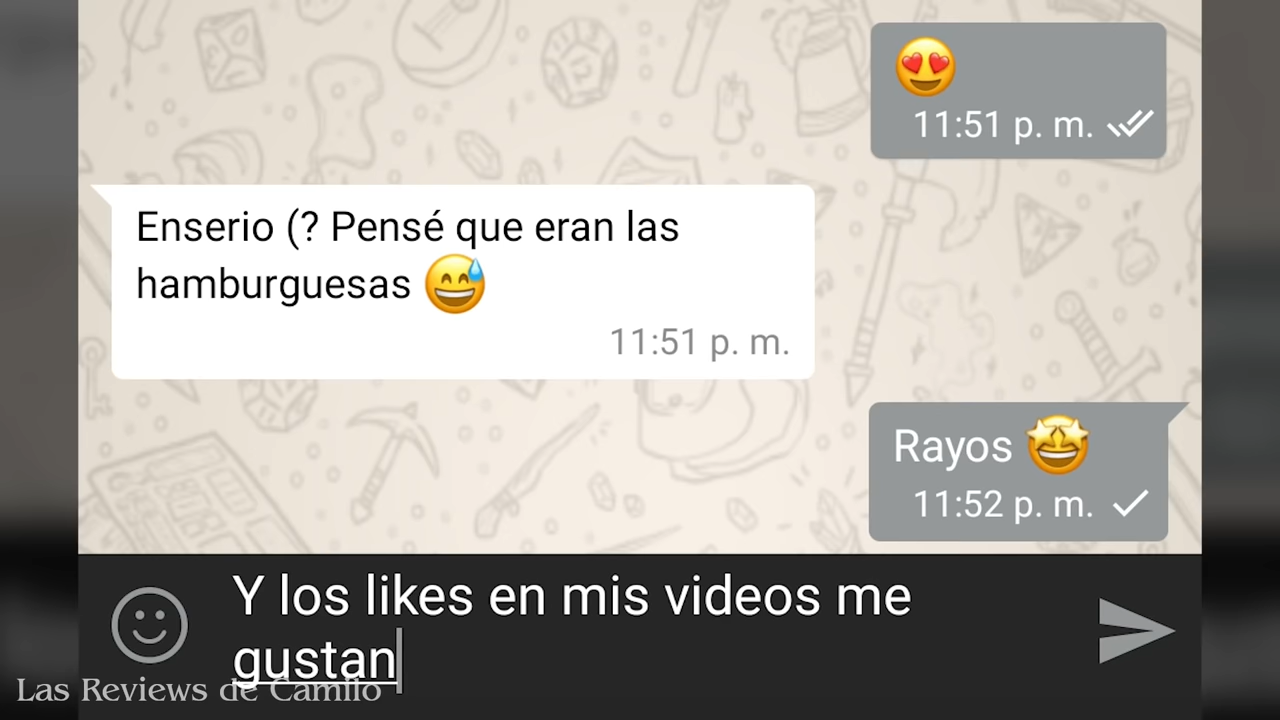 😍
11:51 p. m.
Enserio (? Pensé que eran las
hamburguesas 😅
11:51 p. m.
Rayos 🤩
11:52 p. m.
Y los likes en mis videos me
gustan
Las Reviews de Camilo